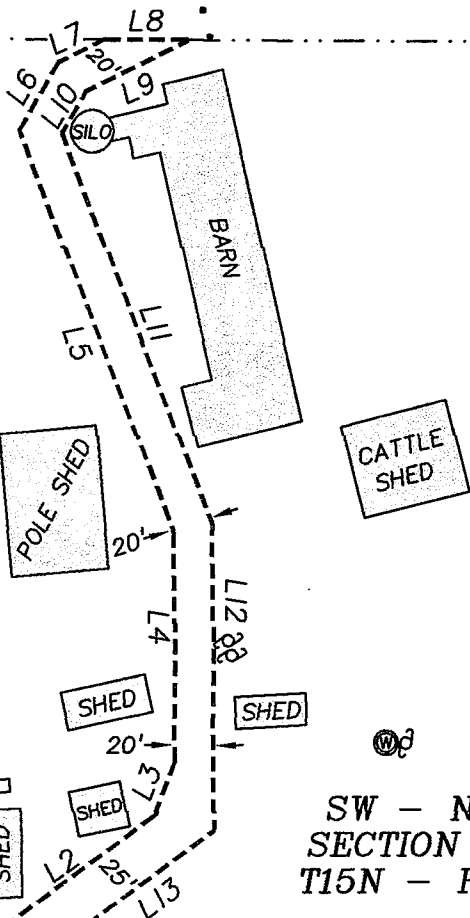 L8
L7
20'
L6
L9
L10
SILO
BARN
L11
L5
CATTLE
SHED
POLE SHED
20'
L12
L4
SHED
SHED
20'
W
L3
SHED
SHED
L2
25'
L13
SW - N
SECTION
T15N -